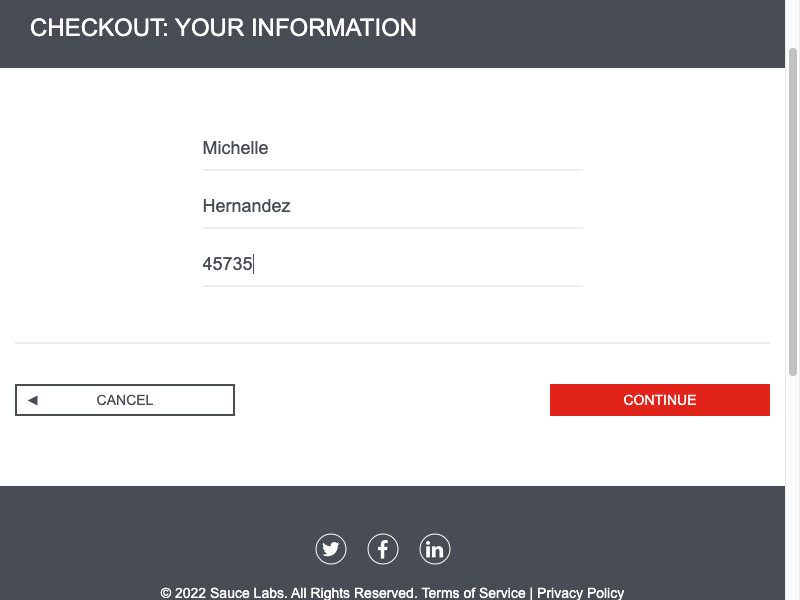 CHECKOUT: YOUR INFORMATION
Michelle
Hernandez
45735
CANCEL
CONTINUE
© 2022 Sauce Labs. All Rights Reserved. Terms of Service | Privacy Policy